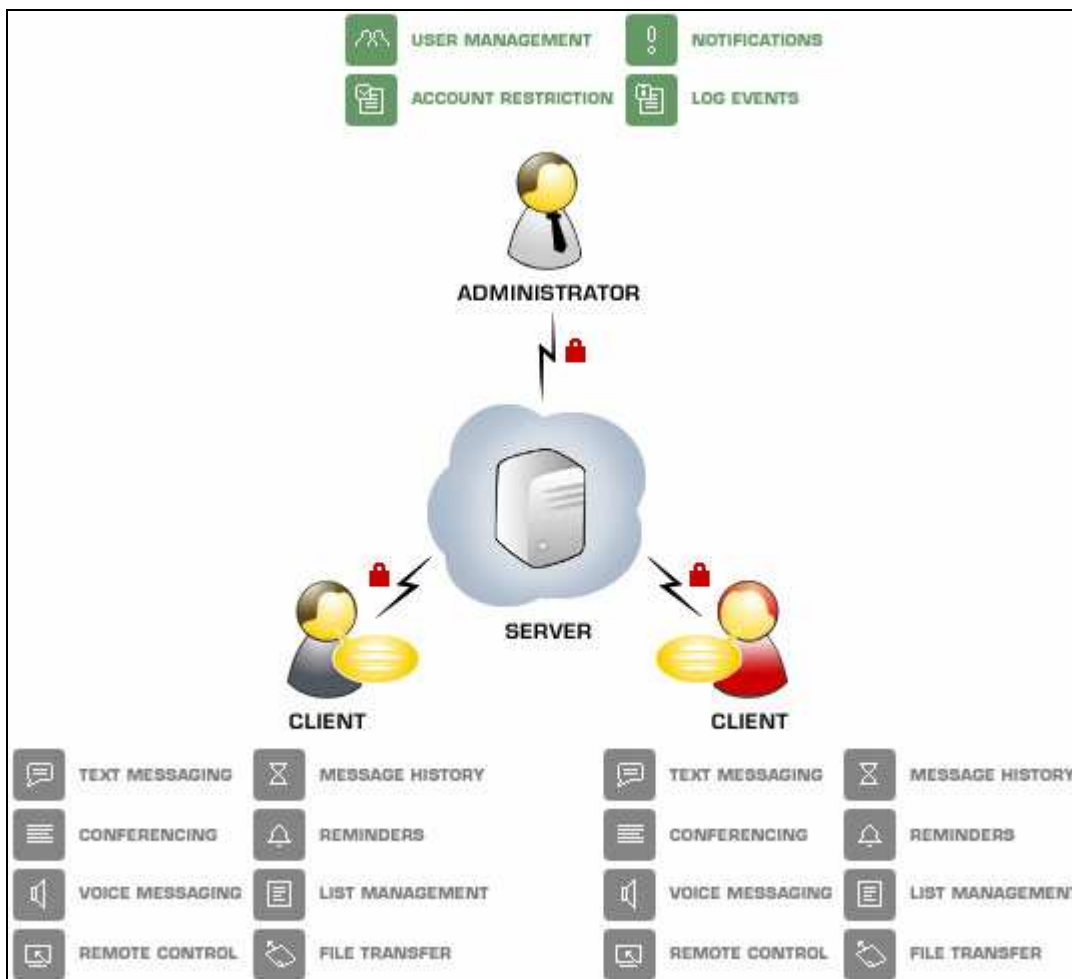 USER MANAGEMENT NOTIFICATIONS
ACCOUNT RESTRICTION LOG EVENTS
ADMINISTRATOR
SERVER
CLIENT CLIENT
TEXT MESSAGING MESSAGE HISTORY TEXT MESSAGING MESSAGE HISTORY
CONFERENCING REMINDERS CONFERENCING REMINDERS
VOICE MESSAGING LIST MANAGEMENT VOICE MESSAGING LIST MANAGEMENT
REMOTE CONTROL FILE TRANSFER REMOTE CONTROL FILE TRANSFER